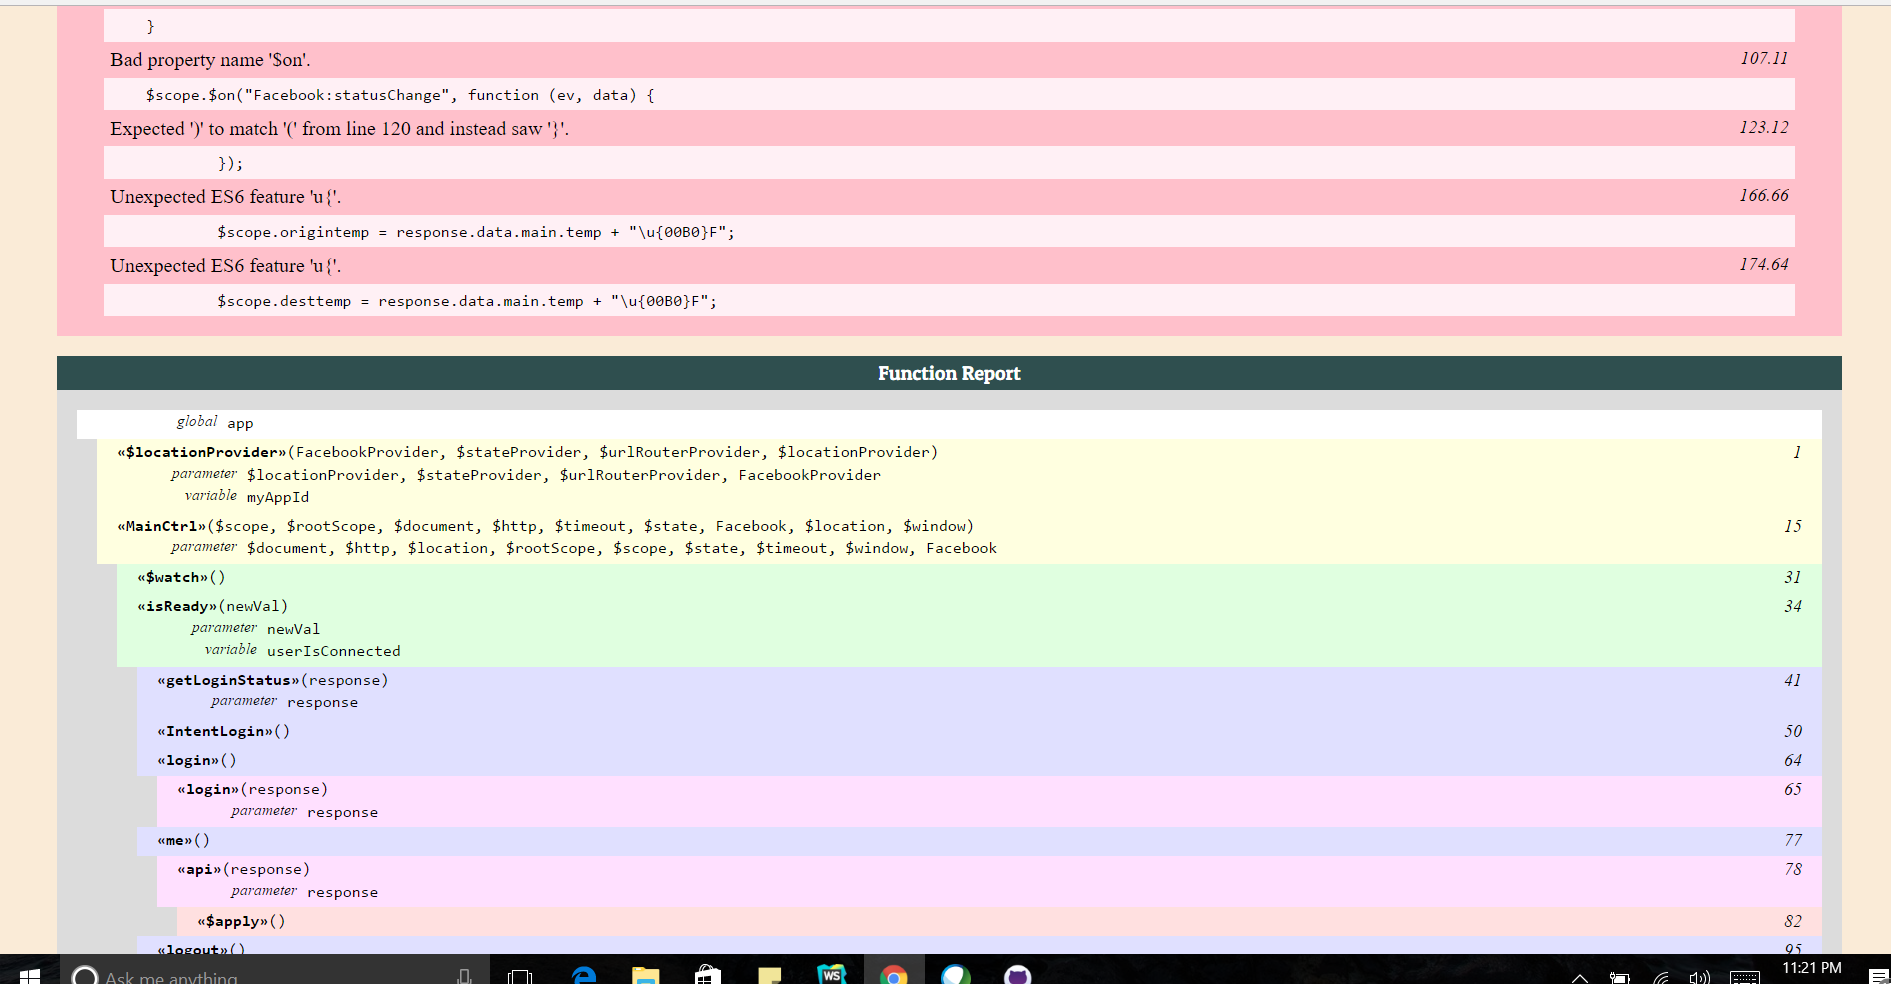 }
Bad property name '$on'. 107.11
$scope.$on("Facebook:statusChange", function (ev, data) {
Expected ')' to match '(' from line 120 and instead saw '}'. 123.12
});
Unexpected ES6 feature 'u{'. 166.66
$scope.origintemp = response.data.main.temp + "\u{00B0}F";
Unexpected ES6 feature 'u{'. 174.64
$scope.desttemp = response.data.main.temp + "\u{00B0}F";
Function Report
global app
«$locationProvider»(FacebookProvider, $stateProvider, $urlRouterProvider, $locationProvider) 1
parameter $locationProvider, $stateProvider, $urlRouterProvider, FacebookProvider
variable myAppId
«MainCtrl»($scope, $rootScope, $document, $http, $timeout, $state, Facebook, $location, $window) 15
parameter $document, $http, $location, $rootScope, $scope, $state, $timeout, $window, Facebook
«$watch»() 31
«isReady»(newVal) 34
parameter newVal
variable userIsConnected
«getLoginStatus»(response) 41
parameter response
«IntentLogin»() 50
«login»() 64
«login»(response) 65
parameter response
«me»() 77
«api»(response) 78
parameter response
«$apply»() 82
«logout»() 95
Ask me anything
WS
11:21 PM